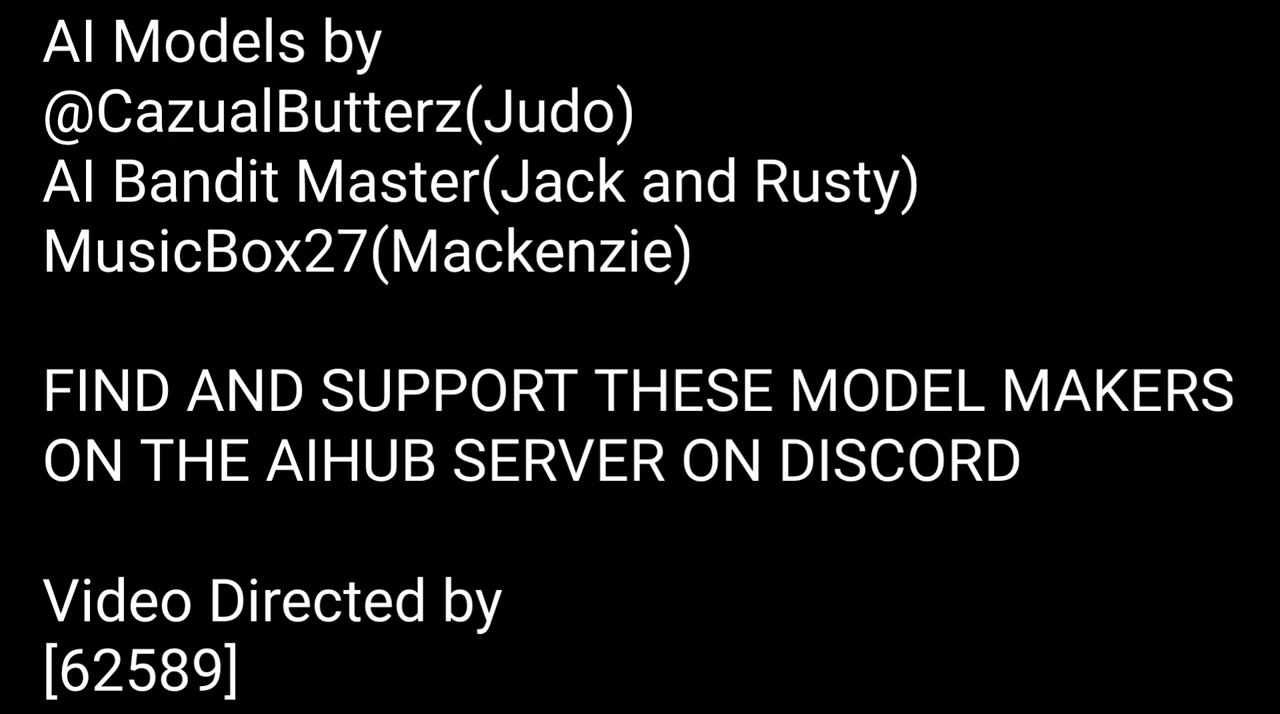 AI Models by
@CazualButterz(Judo)
AI Bandit Master(Jack and Rusty)
MusicBox27(Mackenzie)
FIND AND SUPPORT THESE MODEL MAKERS
ON THE AIHUB SERVER ON DISCORD
Video Directed by
[62589]